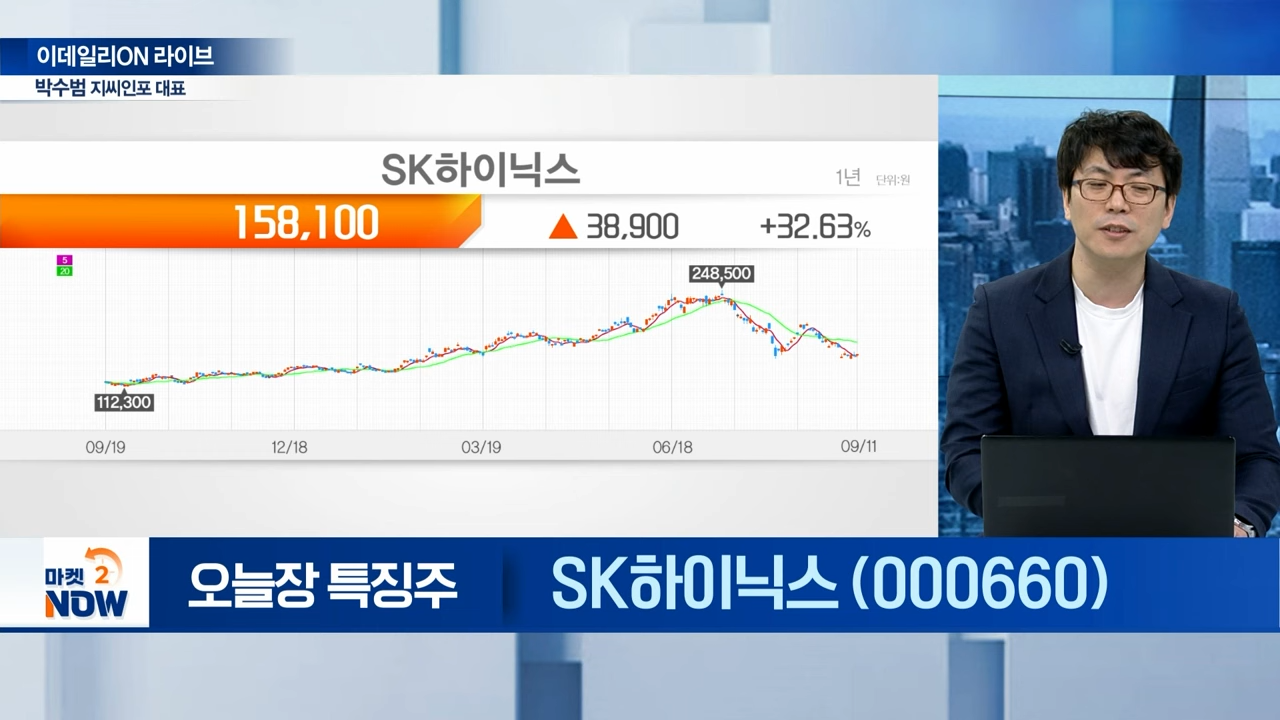 이데일리ON 라이브
박수범 지씨인포 대표
SK하이닉스
1년 단위:원
158,100 ▲ 38,900 +32.63%
5
20
248,500
112,300
09/19 12/18 03/19 06/18 09/11
마켓 2
NOW
오늘장 특징주 SK하이닉스 (000660)